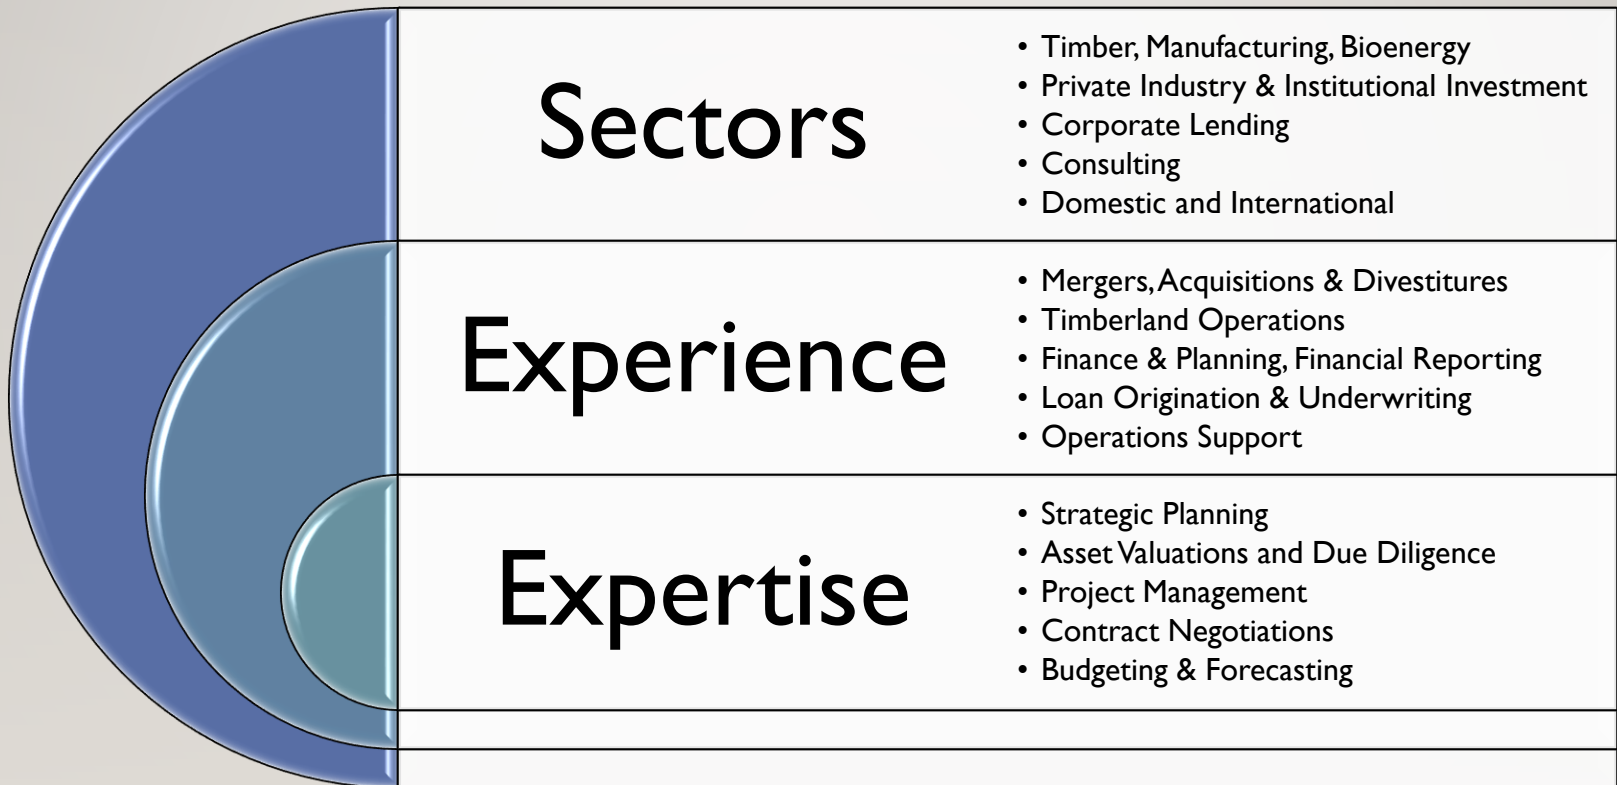 Sectors
• Timber, Manufacturing, Bioenergy
• Private Industry & Institutional Investment
• Corporate Lending
• Consulting
• Domestic and International
Experience
• Mergers, Acquisitions & Divestitures
• Timberland Operations
• Finance & Planning, Financial Reporting
• Loan Origination & Underwriting
• Operations Support
Expertise
• Strategic Planning
• Asset Valuations and Due Diligence
• Project Management
• Contract Negotiations
• Budgeting & Forecasting